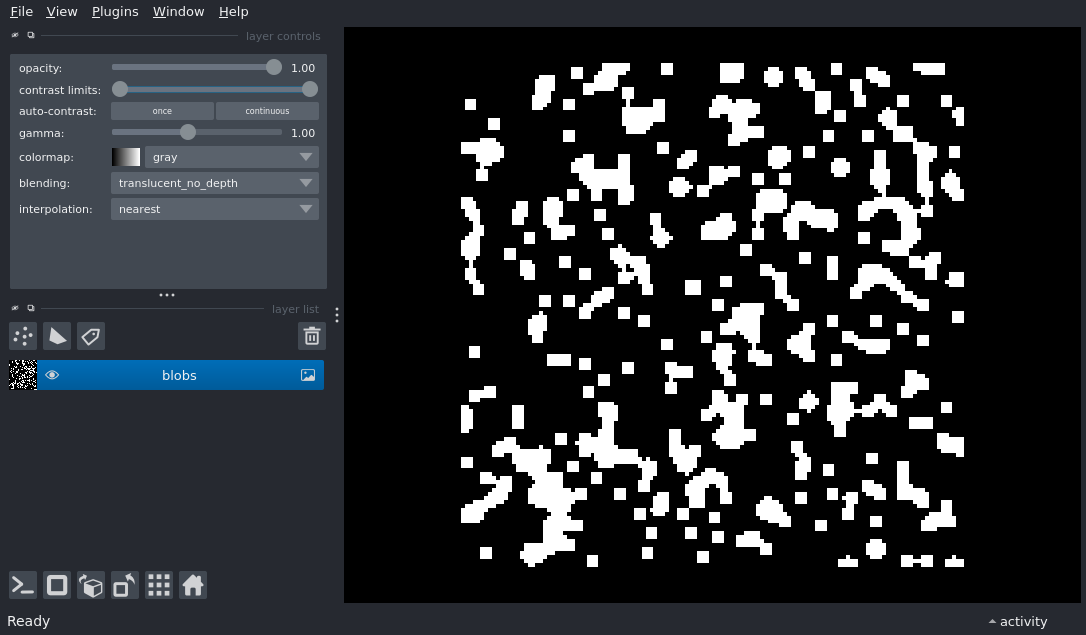 File View Plugins Window Help
layer controls
opacity: 1.00
contrast limits:
auto-contrast: once continuous
gamma: 1.00
colormap: gray
blending: translucent_no_depth
interpolation: nearest
layer list
blobs
Ready activity